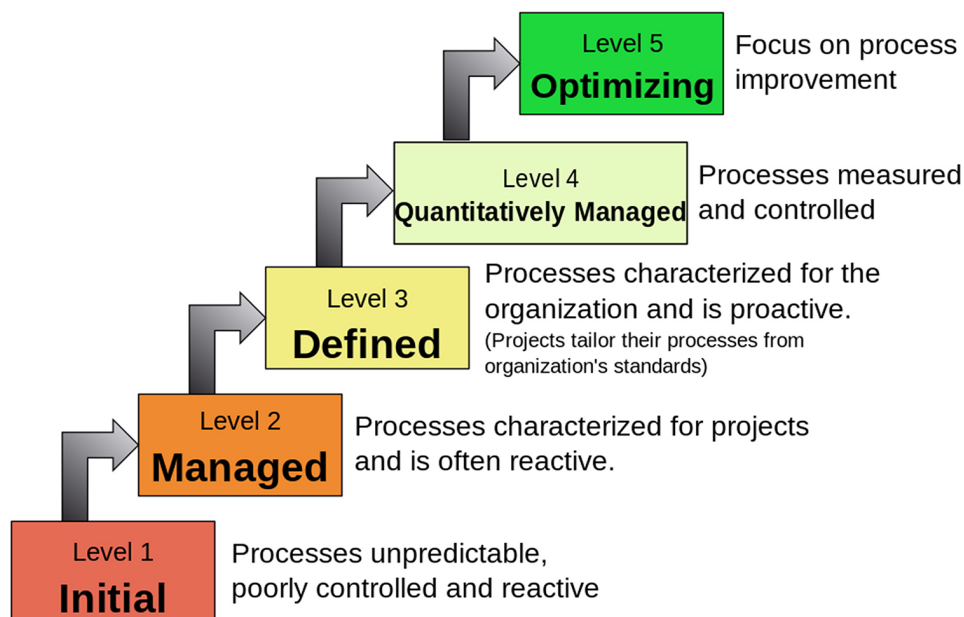 Level 5
Optimizing
Focus on process
improvement
Level 4
Quantitatively Managed
Processes measured
and controlled
Level 3
Defined
Processes characterized for the
organization and is proactive.
(Projects tailor their processes from
organization's standards)
Level 2
Managed
Processes characterized for projects
and is often reactive.
Level 1
Initial
Processes unpredictable,
poorly controlled and reactive